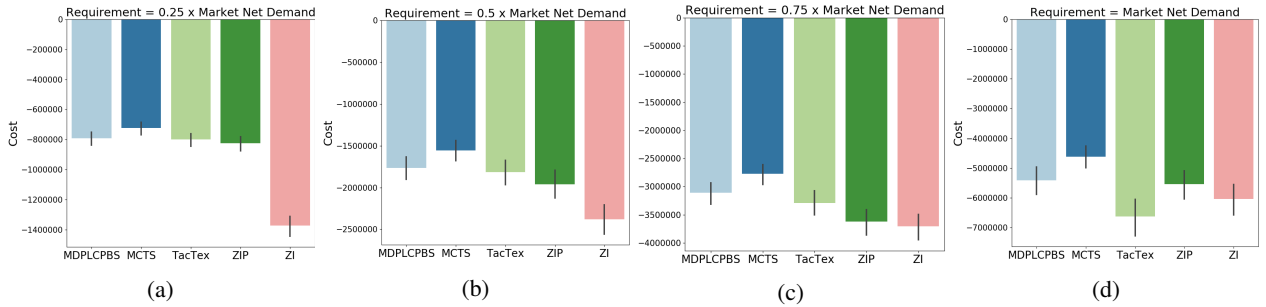 Requirement = 0.25 x Market Net Demand
0
−200000
−400000
−600000
−800000
−1000000
−1200000
−1400000
Cost
MDPLCPBS MCTS TacTex ZIP ZI
(a)
Requirement = 0.5 x Market Net Demand
0
−500000
−1000000
−1500000
−2000000
−2500000
MDPLCPBS MCTS TacTex ZIP ZI
(b)
Requirement = 0.75 x Market Net Demand
0
−500000
−1000000
−1500000
−2000000
−2500000
−3000000
−3500000
−4000000
MDPLCPBS MCTS TacTex ZIP ZI
(c)
Requirement = Market Net Demand
0
−1000000
−2000000
−3000000
−4000000
−5000000
−6000000
−7000000
Cost
MDPLCPBS MCTS TacTex ZIP ZI
(d)